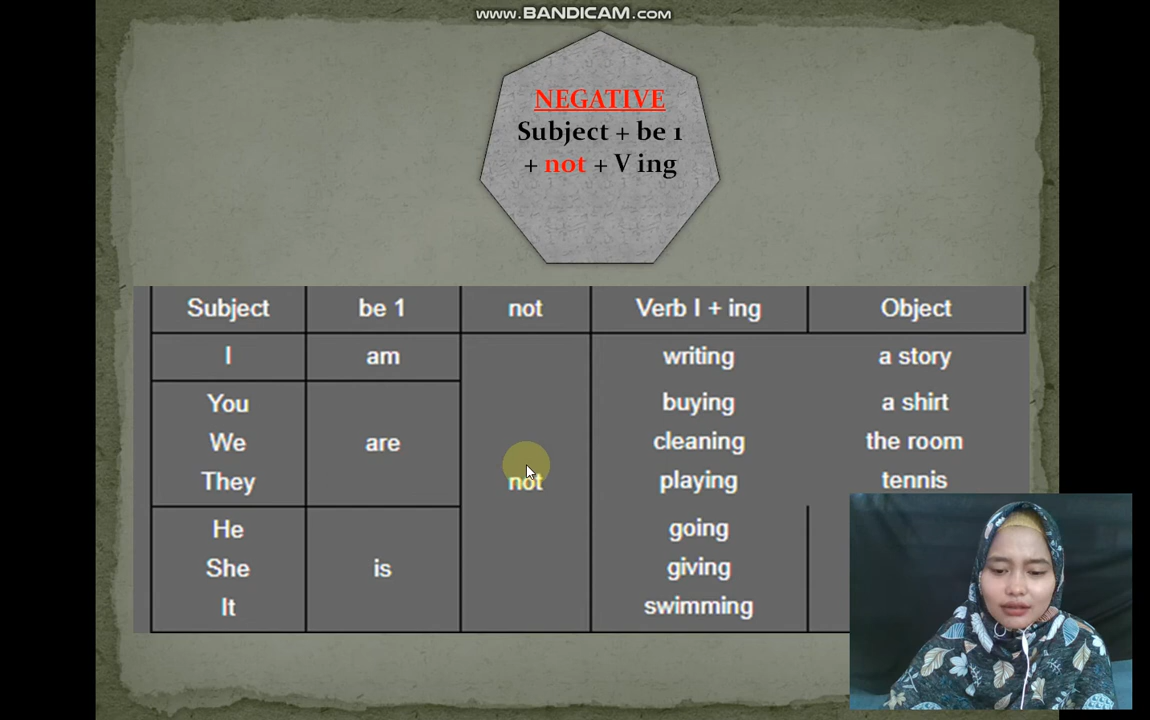 www.BANDICAM.com
NEGATIVE
Subject + be 1
+ not + V ing
Subject be 1 not Verb I + ing Object
I am writing a story
You buying a shirt
We are cleaning the room
They not playing tennis
He going
She is giving
It swimming